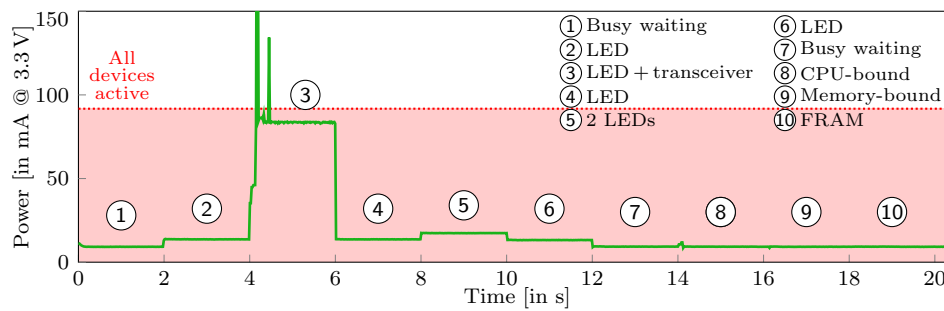 150
100
50
0
Power [in mA @ 3.3 V]
All
devices
active
1 Busy waiting
2 LED
3 LED + transceiver
4 LED
5 2 LEDs
6 LED
7 Busy waiting
8 CPU-bound
9 Memory-bound
10 FRAM
3
1
2
4
5
6
7
8
9
10
0 2 4 6 8 10 12 14 16 18 20
Time [in s]